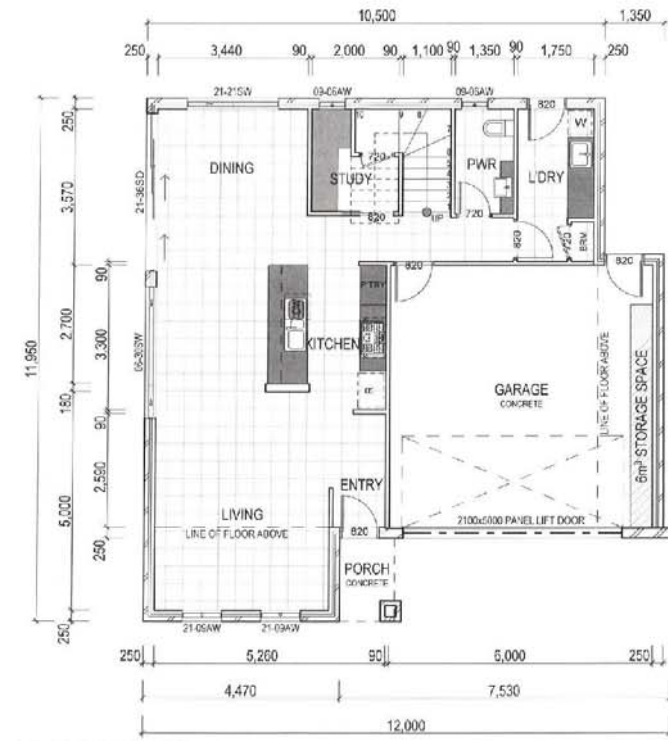 10,500
1,350
250
3,440
90
2,000
90
1,100
90
1,350
90
1,750
250
21-21SW
09-06AW
09-06AW
820
W
DINING
STUDY
720
820
UP
PWR
720
L'DRY
820
720
BRM
820
820
21-36SD
250
3,570
90
2,700
3,300
180
90
2,590
5,000
250
250
11,950
06-30SW
P'TRY
KITCHEN
GARAGE
CONCRETE
LINE OF FLOOR ABOVE
6m³ STORAGE SPACE
ENTRY
LIVING
LINE OF FLOOR ABOVE
820
2100x5000 PANEL LIFT DOOR
PORCH
CONCRETE
21-09AW
21-09AW
250
5,260
90
6,000
250
4,470
7,530
12,000